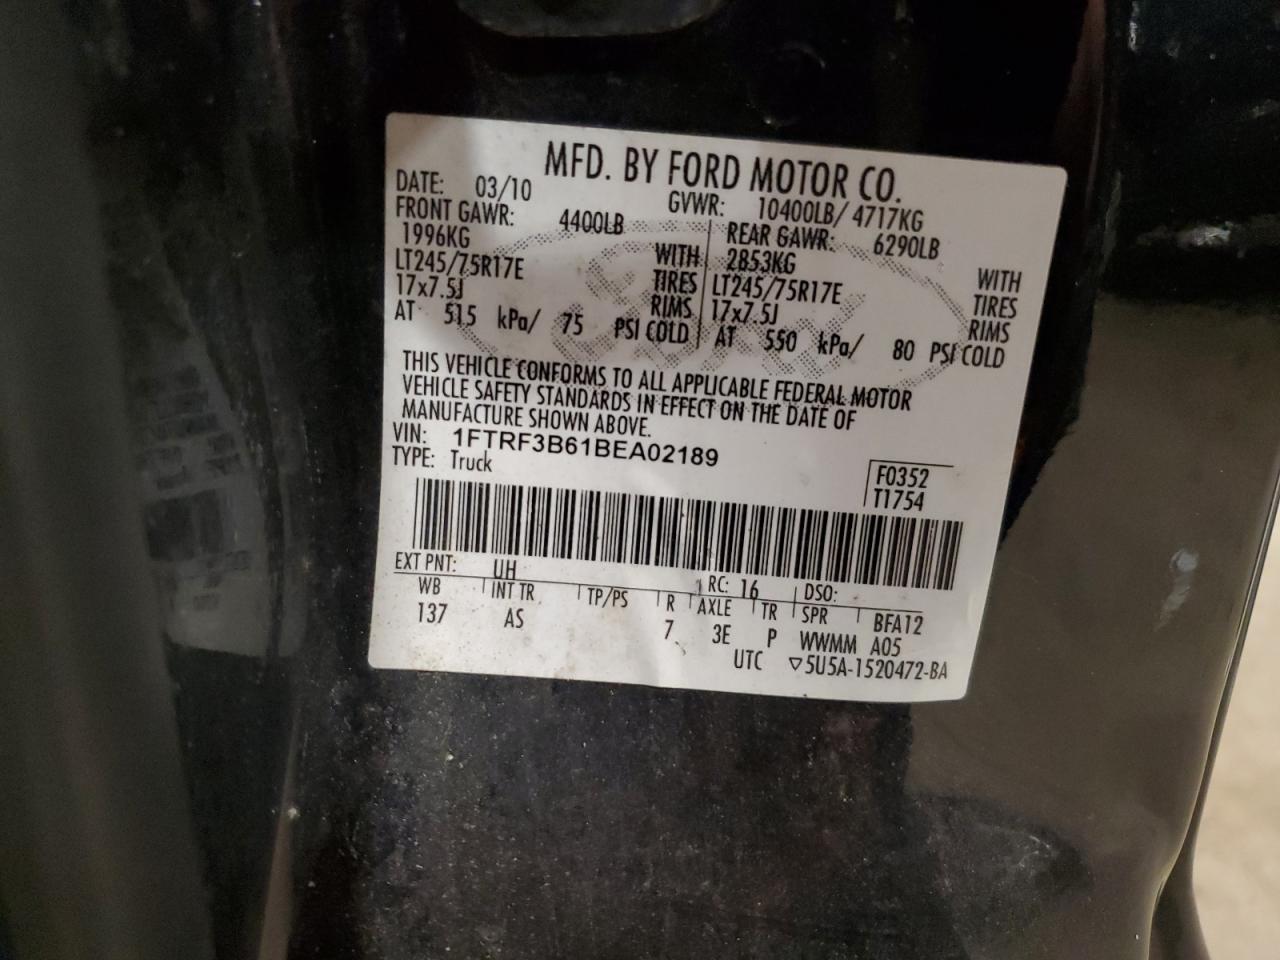 MFD. BY FORD MOTOR CO.
DATE: 03/10 GVWR: 10400LB/ 4717KG
FRONT GAWR: 4400LB REAR GAWR: 6290LB
1996KG WITH 2853KG WITH
LT245/75R17E TIRES LT245/75R17E TIRES
17x7.5J RIMS 17x7.5J RIMS
AT 515 kPa/ 75 PSI COLD AT 550 kPa/ 80 PSI COLD
THIS VEHICLE CONFORMS TO ALL APPLICABLE FEDERAL MOTOR
VEHICLE SAFETY STANDARDS IN EFFECT ON THE DATE OF
MANUFACTURE SHOWN ABOVE.
VIN: 1FTRF3B61BEA02189
TYPE: Truck F0352
T1754
EXT PNT: UH RC: 16 DSO:
WB INT TR TP/PS R AXLE TR SPR BFA12
137 AS 7 3E P WWMM A05
UTC ▽5U5A-1520472-BA